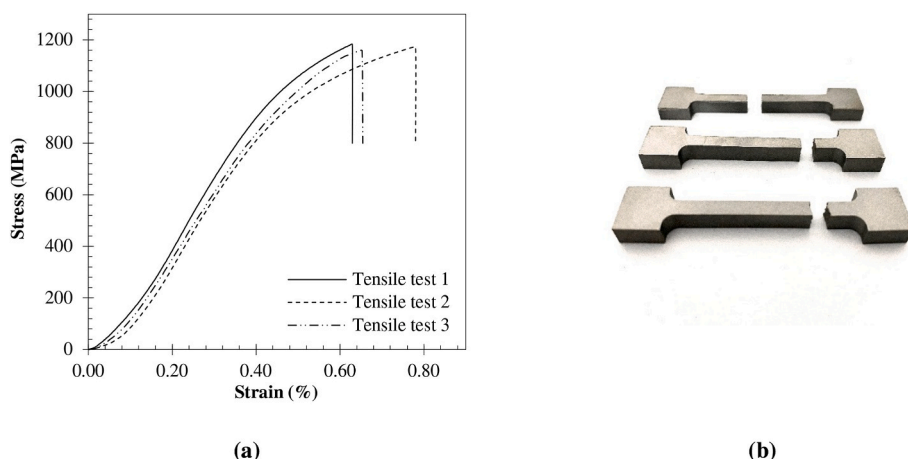 1200
1000
800
600
400
200
0
Stress (MPa)
Tensile test 1
Tensile test 2
Tensile test 3
0.00 0.20 0.40 0.60 0.80
Strain (%)
(a) (b)